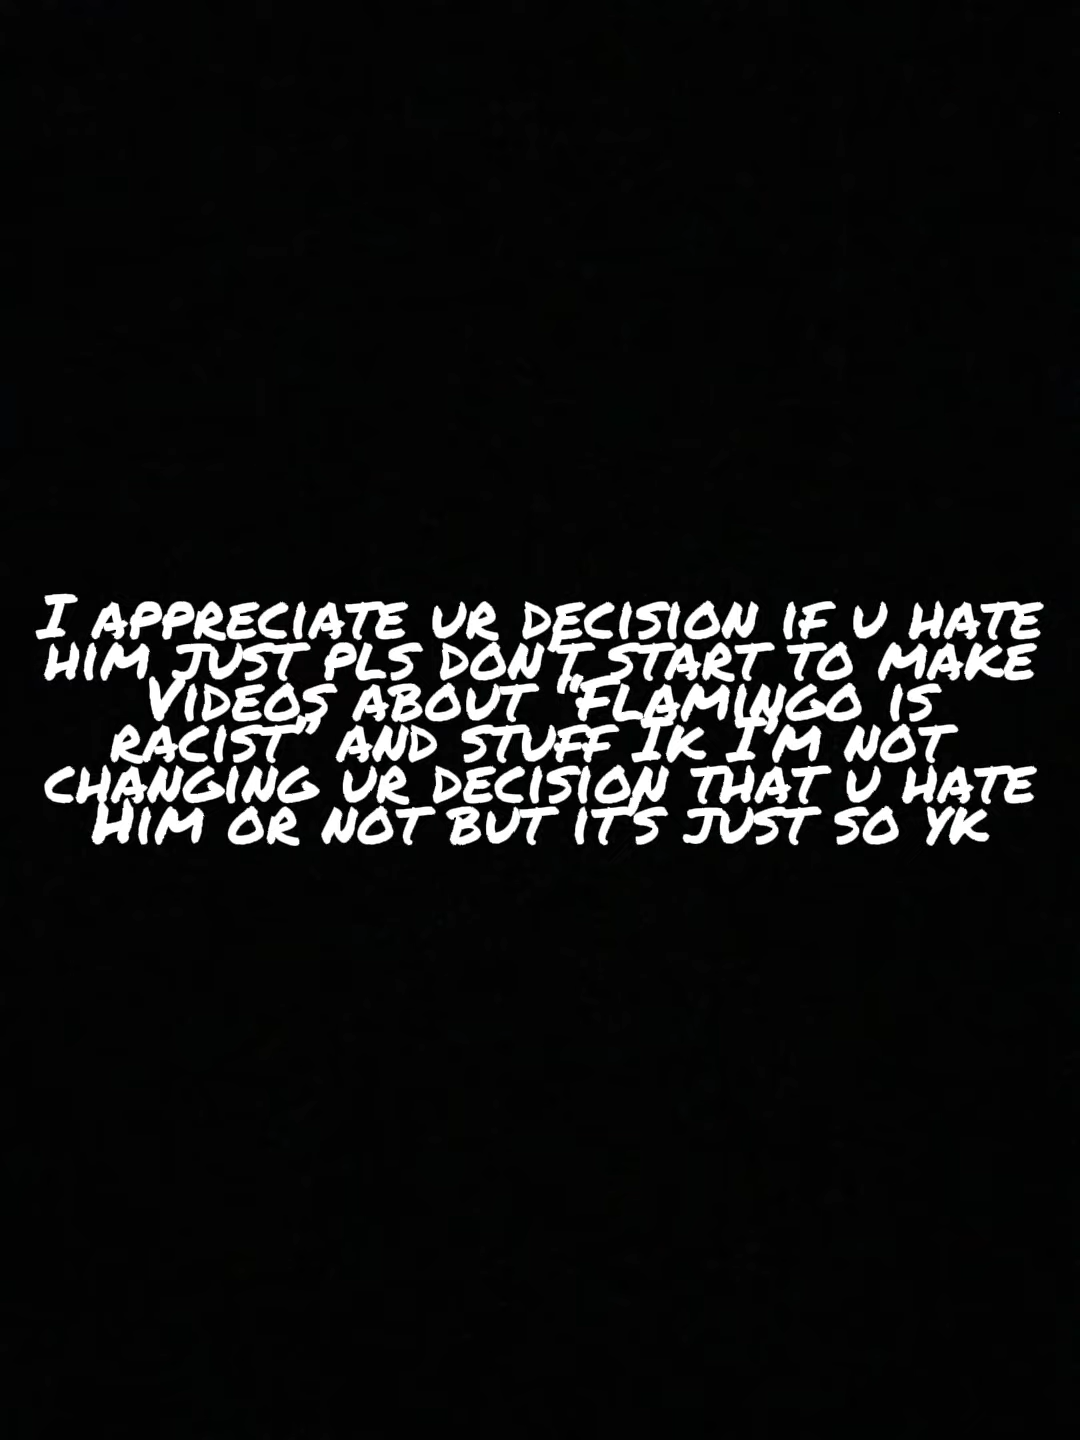 I appreciate ur decision if u hate
him just pls don't start to make
Videos about "Flamingo is
racist" and stuff Ik I'm not
changing ur decision that u hate
Him or not but it's just so yk